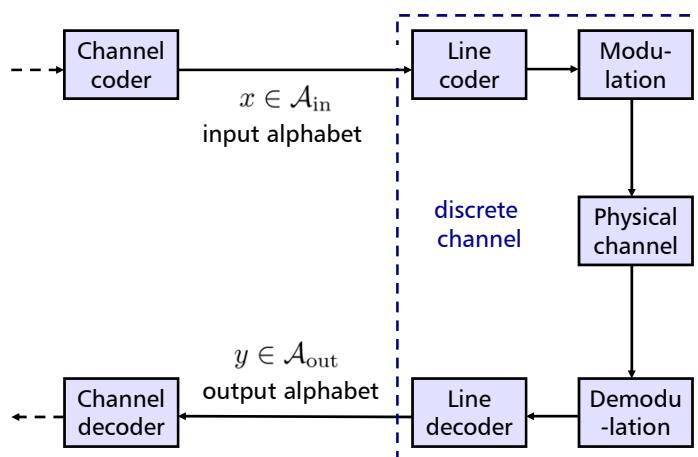 Channel
coder
Line
coder
Modu-
lation
x ∈ 𝒜in
input alphabet
discrete
channel
Physical
channel
y ∈ 𝒜out
output alphabet
Channel
decoder
Line
decoder
Demodu
-lation